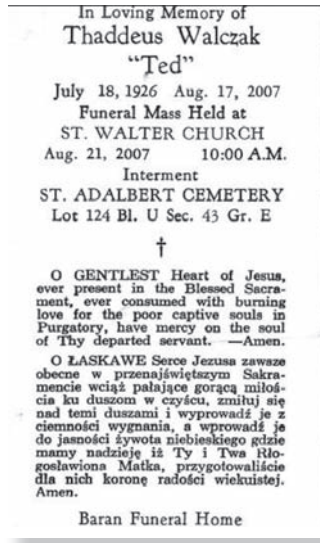 In Loving Memory of
Thaddeus Walczak
“Ted”
July 18, 1926 Aug. 17, 2007
Funeral Mass Held at
ST. WALTER CHURCH
Aug. 21, 2007 10:00 A.M.
Interment
ST. ADALBERT CEMETERY
Lot 124 Bl. U Sec. 43 Gr. E
O GENTLEST Heart of Jesus,
ever present in the Blessed Sacra-
ment, ever consumed with burning
love for the poor captive souls in
Purgatory, have mercy on the soul
of Thy departed servant. —Amen.
O ŁASKAWE Serce Jezusa zawsze
obecne w przenajświętszym Sakra-
mencie wciąż pałające gorącą miłoś-
cia ku duszom w czyścu, zmiłuj się
nad temi duszami i wyprowadź je z
ciemności wygnania, a wprowadź je
do jasności żywota niebieskiego gdzie
mamy nadzieję iż Ty i Twa Rło-
gosławiona Matka, przygotowaliście
dla nich koronę radości wiekuistej.
Amen.
Baran Funeral Home